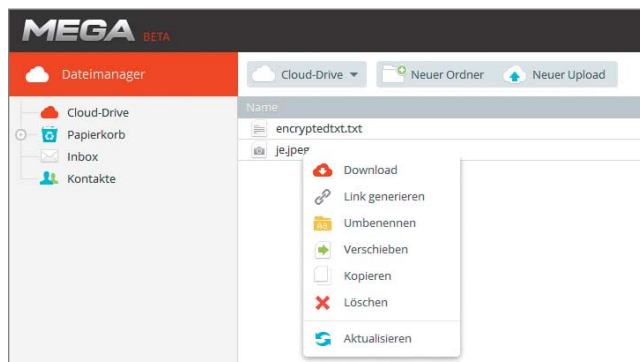 MEGA BETA
Dateimanager
Cloud-Drive Neuer Ordner Neuer Upload
Cloud-Drive
Papierkorb
Inbox
Kontakte
Name
encryptedtxt.txt
je.jpeg
Download
Link generieren
aa
Umbenennen
Verschieben
Kopieren
Löschen
Aktualisieren